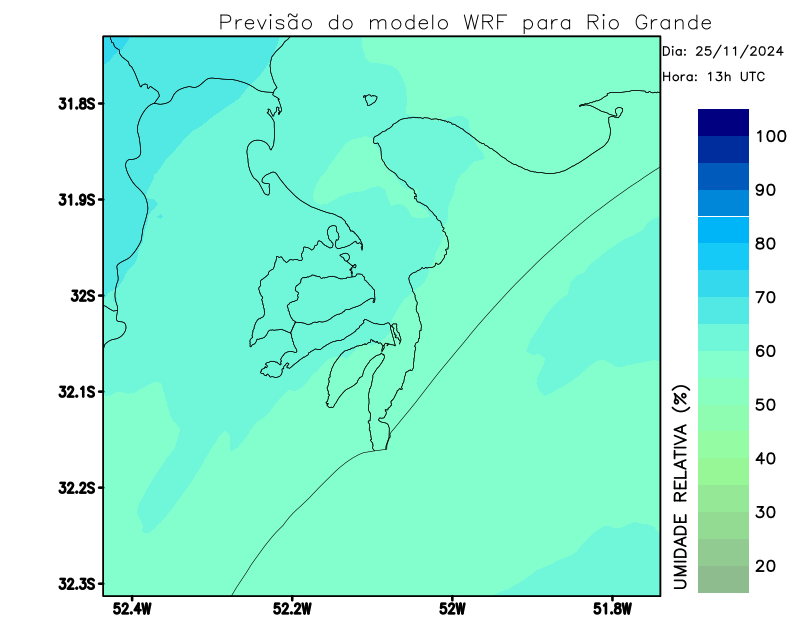 Previsão do modelo WRF para Rio Grande
Dia: 25/11/2024
Hora: 13h UTC
31.8S
31.9S
32S
32.1S
32.2S
32.3S
52.4W
52.2W
52W
51.8W
100
90
80
70
60
50
40
30
20
UMIDADE RELATIVA (%)